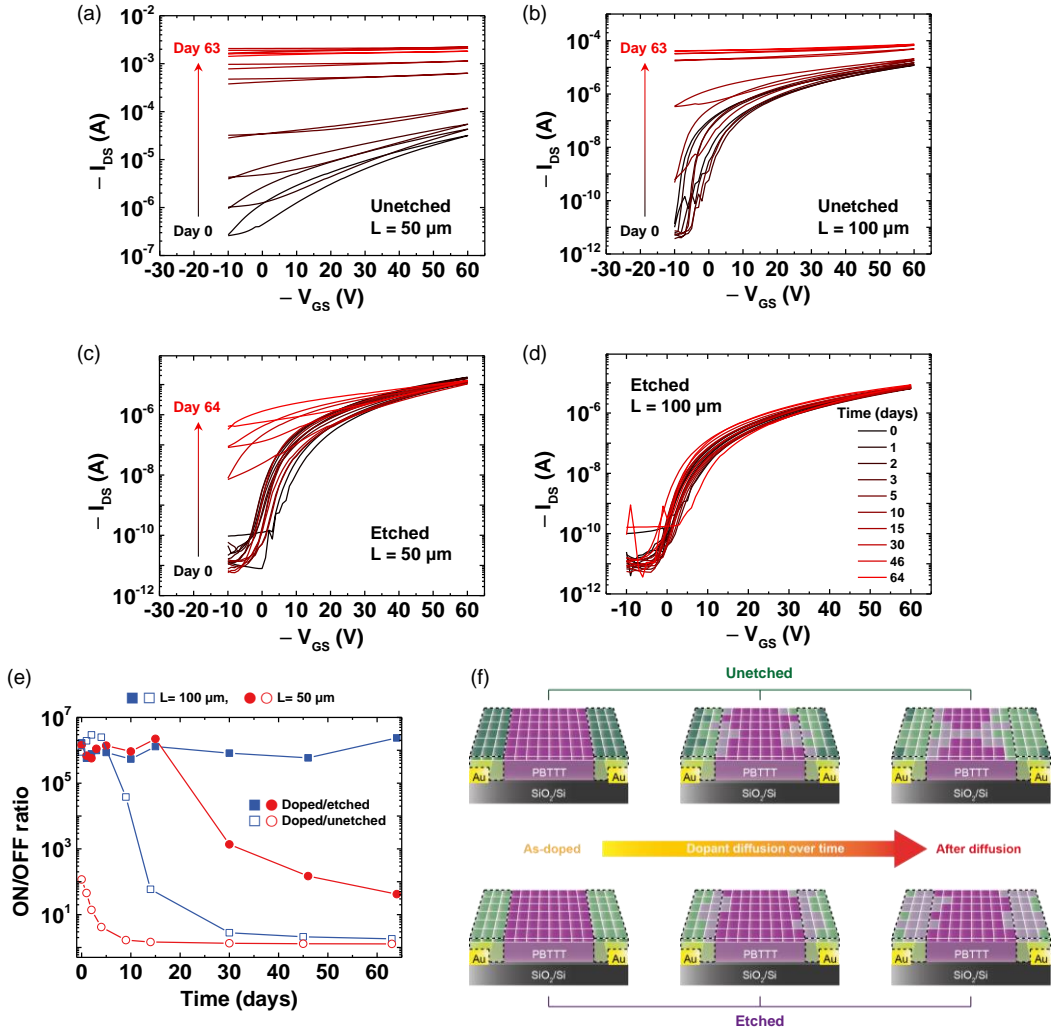 (a)
10⁻²
10⁻³
10⁻⁴
10⁻⁵
10⁻⁶
10⁻⁷
− I_DS (A)
Day 63
Day 0
Unetched
L = 50 µm
-30 -20 -10 0 10 20 30 40 50 60
− V_GS (V)
(b)
10⁻⁴
10⁻⁶
10⁻⁸
10⁻¹⁰
10⁻¹²
− I_DS (A)
Day 63
Day 0
Unetched
L = 100 µm
-30 -20 -10 0 10 20 30 40 50 60
− V_GS (V)
(c)
10⁻⁶
10⁻⁸
10⁻¹⁰
10⁻¹²
− I_DS (A)
Day 64
Day 0
Etched
L = 50 µm
-30 -20 -10 0 10 20 30 40 50 60
− V_GS (V)
(d)
10⁻⁶
10⁻⁸
10⁻¹⁰
10⁻¹²
− I_DS (A)
Etched
L = 100 µm
Time (days)
0
1
2
3
5
10
15
30
46
64
-10 0 10 20 30 40 50 60
− V_GS (V)
(e)
L= 100 µm, L= 50 µm
10⁷
10⁵
10³
10¹
ON/OFF ratio
Doped/etched
Doped/unetched
0 10 20 30 40 50 60
Time (days)
(f)
Unetched
Au PBTTT Au
SiO₂/Si
Au PBTTT Au
SiO₂/Si
Au PBTTT Au
SiO₂/Si
As-doped Dopant diffusion over time After diffusion
Au PBTTT Au
SiO₂/Si
Au PBTTT Au
SiO₂/Si
Au PBTTT Au
SiO₂/Si
Etched